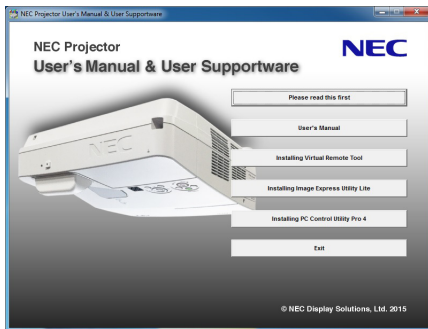 NEC Projector User's Manual & User Supportware
NEC Projector
NEC
User's Manual & User Supportware
NEC
Please read this first
User's Manual
Installing Virtual Remote Tool
Installing Image Express Utility Lite
Installing PC Control Utility Pro 4
Exit
© NEC Display Solutions, Ltd. 2015